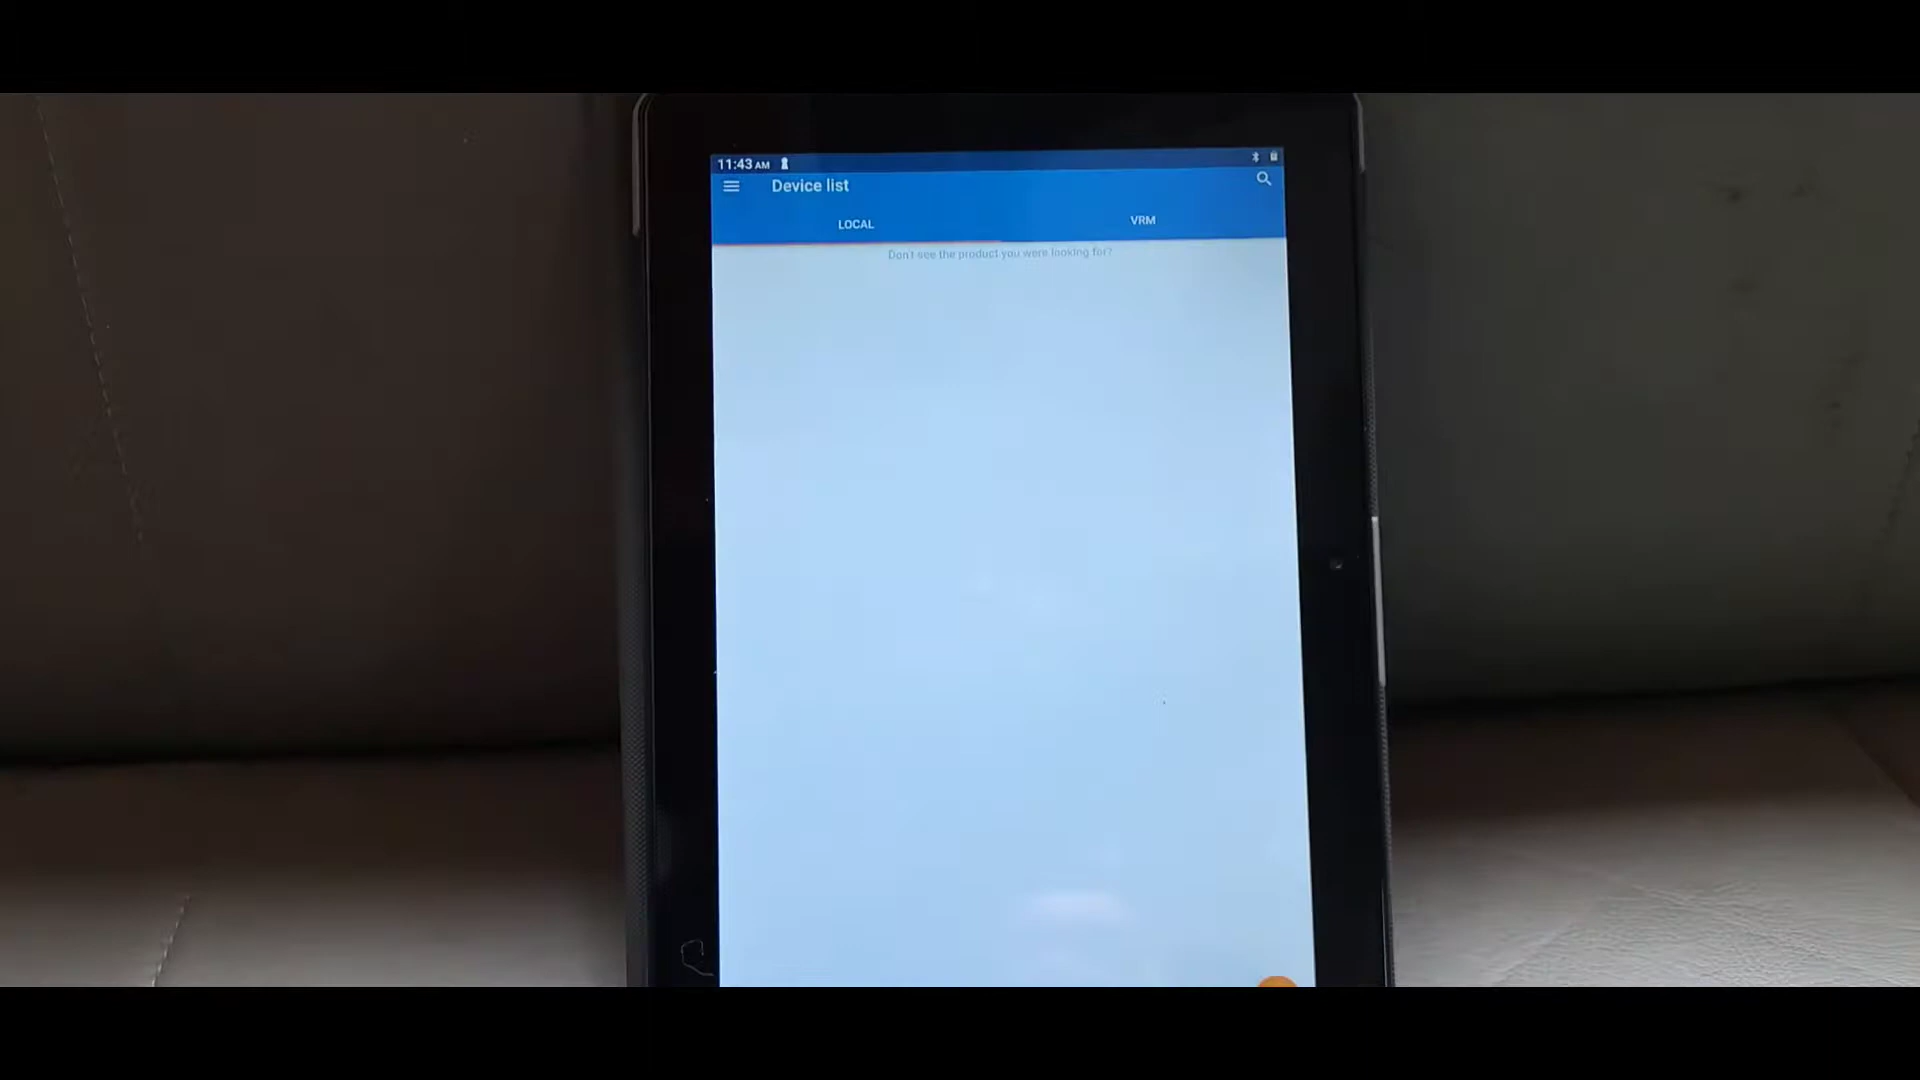 11:43 AM
Device list
LOCAL
VRM
Don't see the product you were looking for?